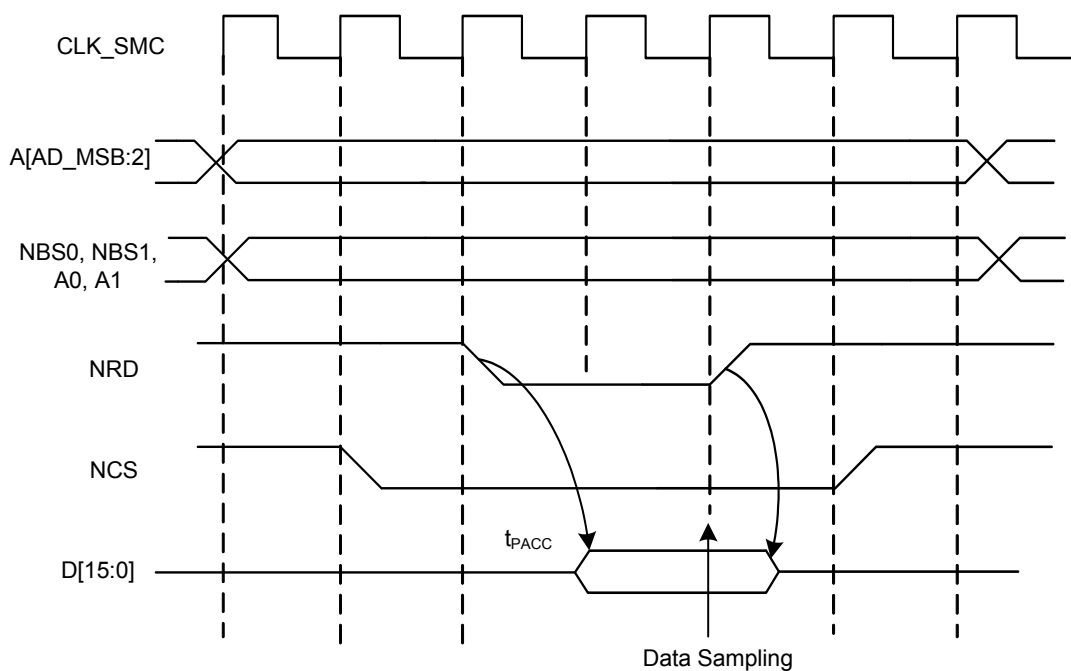 CLK_SMC
A[AD_MSB:2]
NBS0, NBS1,
A0, A1
NRD
NCS
tPACC
D[15:0]
Data Sampling